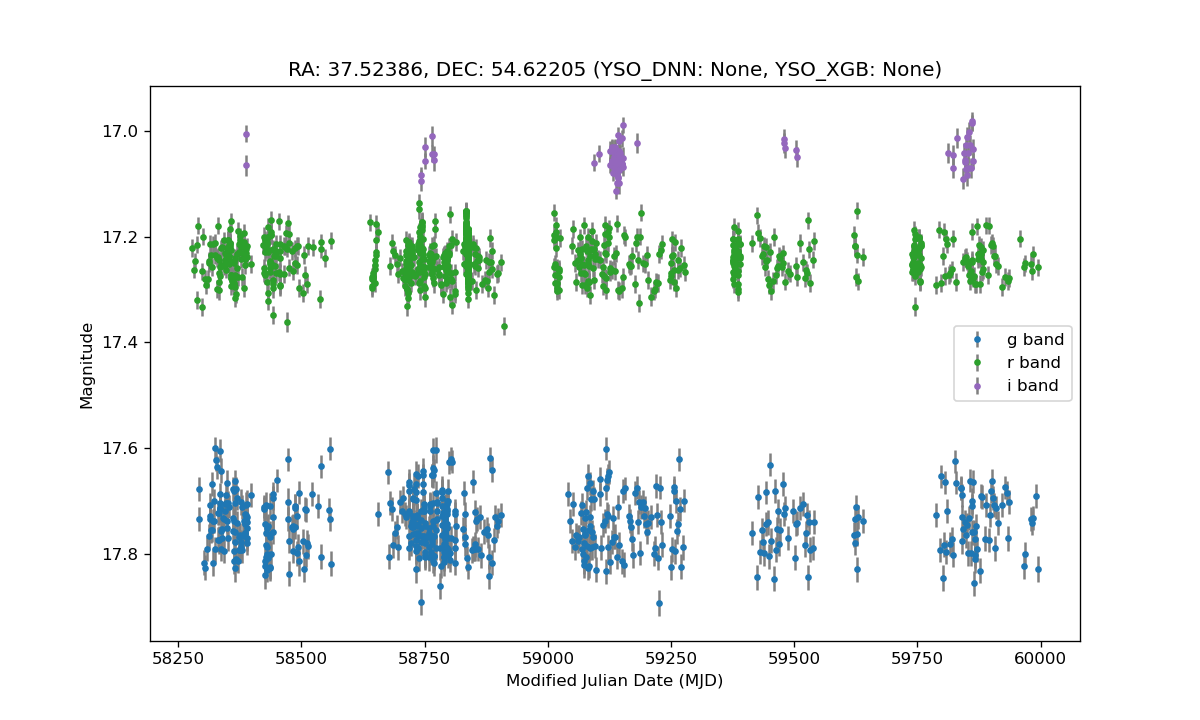 RA: 37.52386, DEC: 54.62205 (YSO_DNN: None, YSO_XGB: None)
17.0
17.2
17.4
17.6
17.8
Magnitude
g band
r band
i band
58250 58500 58750 59000 59250 59500 59750 60000
Modified Julian Date (MJD)